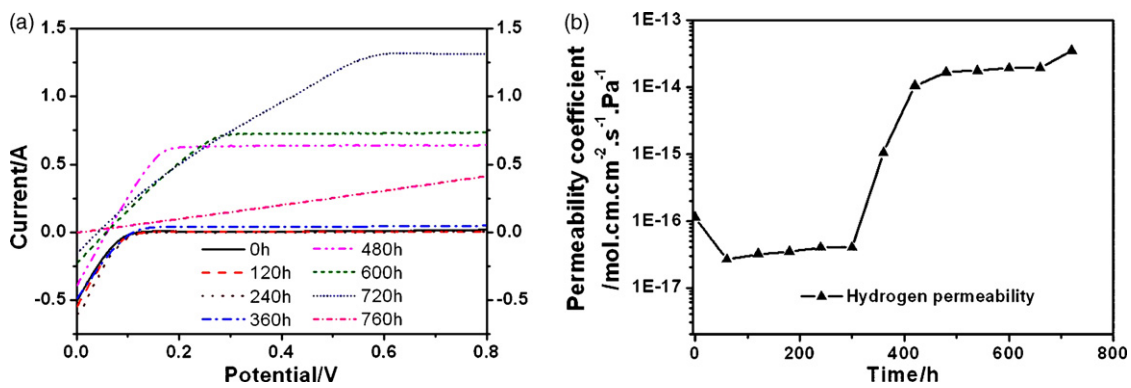 (a)
1.5
1.0
0.5
0.0
-0.5
Current/A
1.5
1.0
0.5
0.0
-0.5
0h
120h
240h
360h
480h
600h
720h
760h
0.0 0.2 0.4 0.6 0.8
Potential/V
(b)
Permeability coefficient
/mol.cm.cm⁻².s⁻¹.Pa⁻¹
1E-13
1E-14
1E-15
1E-16
1E-17
Hydrogen permeability
0 200 400 600 800
Time/h